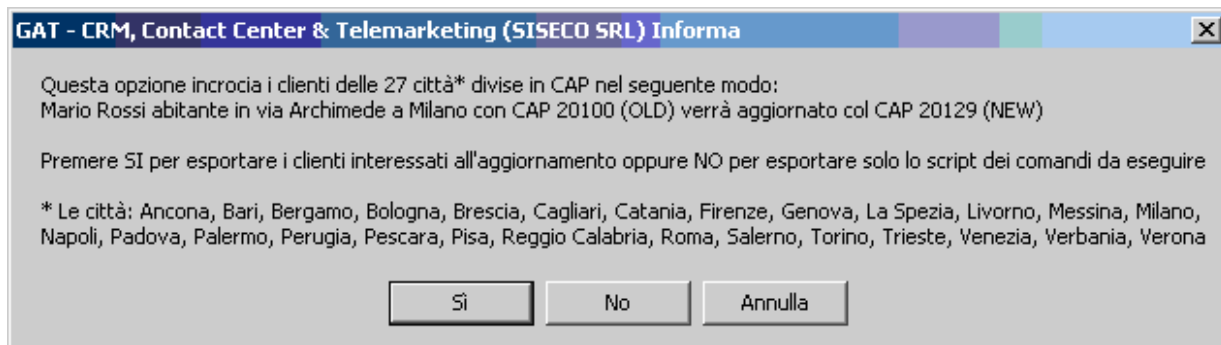 GAT - CRM, Contact Center & Telemarketing (SISECO SRL) Informa
Questa opzione incrocia i clienti delle 27 città* divise in CAP nel seguente modo:
Mario Rossi abitante in via Archimede a Milano con CAP 20100 (OLD) verrà aggiornato col CAP 20129 (NEW)
Premere SI per esportare i clienti interessati all'aggiornamento oppure NO per esportare solo lo script dei comandi da eseguire
* Le città: Ancona, Bari, Bergamo, Bologna, Brescia, Cagliari, Catania, Firenze, Genova, La Spezia, Livorno, Messina, Milano,
Napoli, Padova, Palermo, Perugia, Pescara, Pisa, Reggio Calabria, Roma, Salerno, Torino, Trieste, Venezia, Verbania, Verona
Sì No Annulla